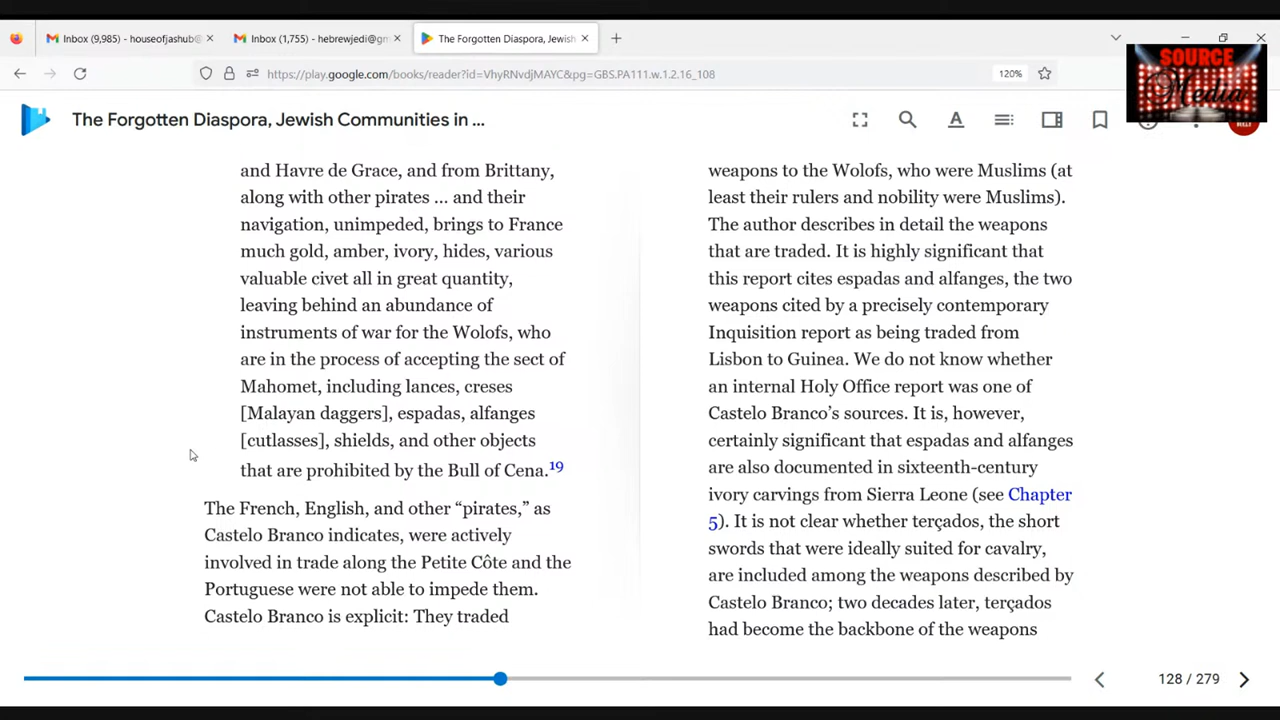 Inbox (9,985) - houseofjashub@
Inbox (1,755) - hebrewjedi@gm
The Forgotten Diaspora, Jewish
https://play.google.com/books/reader?id=VhyRNvdjMAYC&pg=GBS.PA111.w.1.2.16_108
120%
SOURCE
Media
The Forgotten Diaspora, Jewish Communities in ...
and Havre de Grace, and from Brittany,
along with other pirates ... and their
navigation, unimpeded, brings to France
much gold, amber, ivory, hides, various
valuable civet all in great quantity,
leaving behind an abundance of
instruments of war for the Wolofs, who
are in the process of accepting the sect of
Mahomet, including lances, creses
[Malayan daggers], espadas, alfanges
[cutlasses], shields, and other objects
that are prohibited by the Bull of Cena.19
The French, English, and other “pirates,” as
Castelo Branco indicates, were actively
involved in trade along the Petite Côte and the
Portuguese were not able to impede them.
Castelo Branco is explicit: They traded
weapons to the Wolofs, who were Muslims (at
least their rulers and nobility were Muslims).
The author describes in detail the weapons
that are traded. It is highly significant that
this report cites espadas and alfanges, the two
weapons cited by a precisely contemporary
Inquisition report as being traded from
Lisbon to Guinea. We do not know whether
an internal Holy Office report was one of
Castelo Branco’s sources. It is, however,
certainly significant that espadas and alfanges
are also documented in sixteenth-century
ivory carvings from Sierra Leone (see Chapter
5). It is not clear whether terçados, the short
swords that were ideally suited for cavalry,
are included among the weapons described by
Castelo Branco; two decades later, terçados
had become the backbone of the weapons
128 / 279